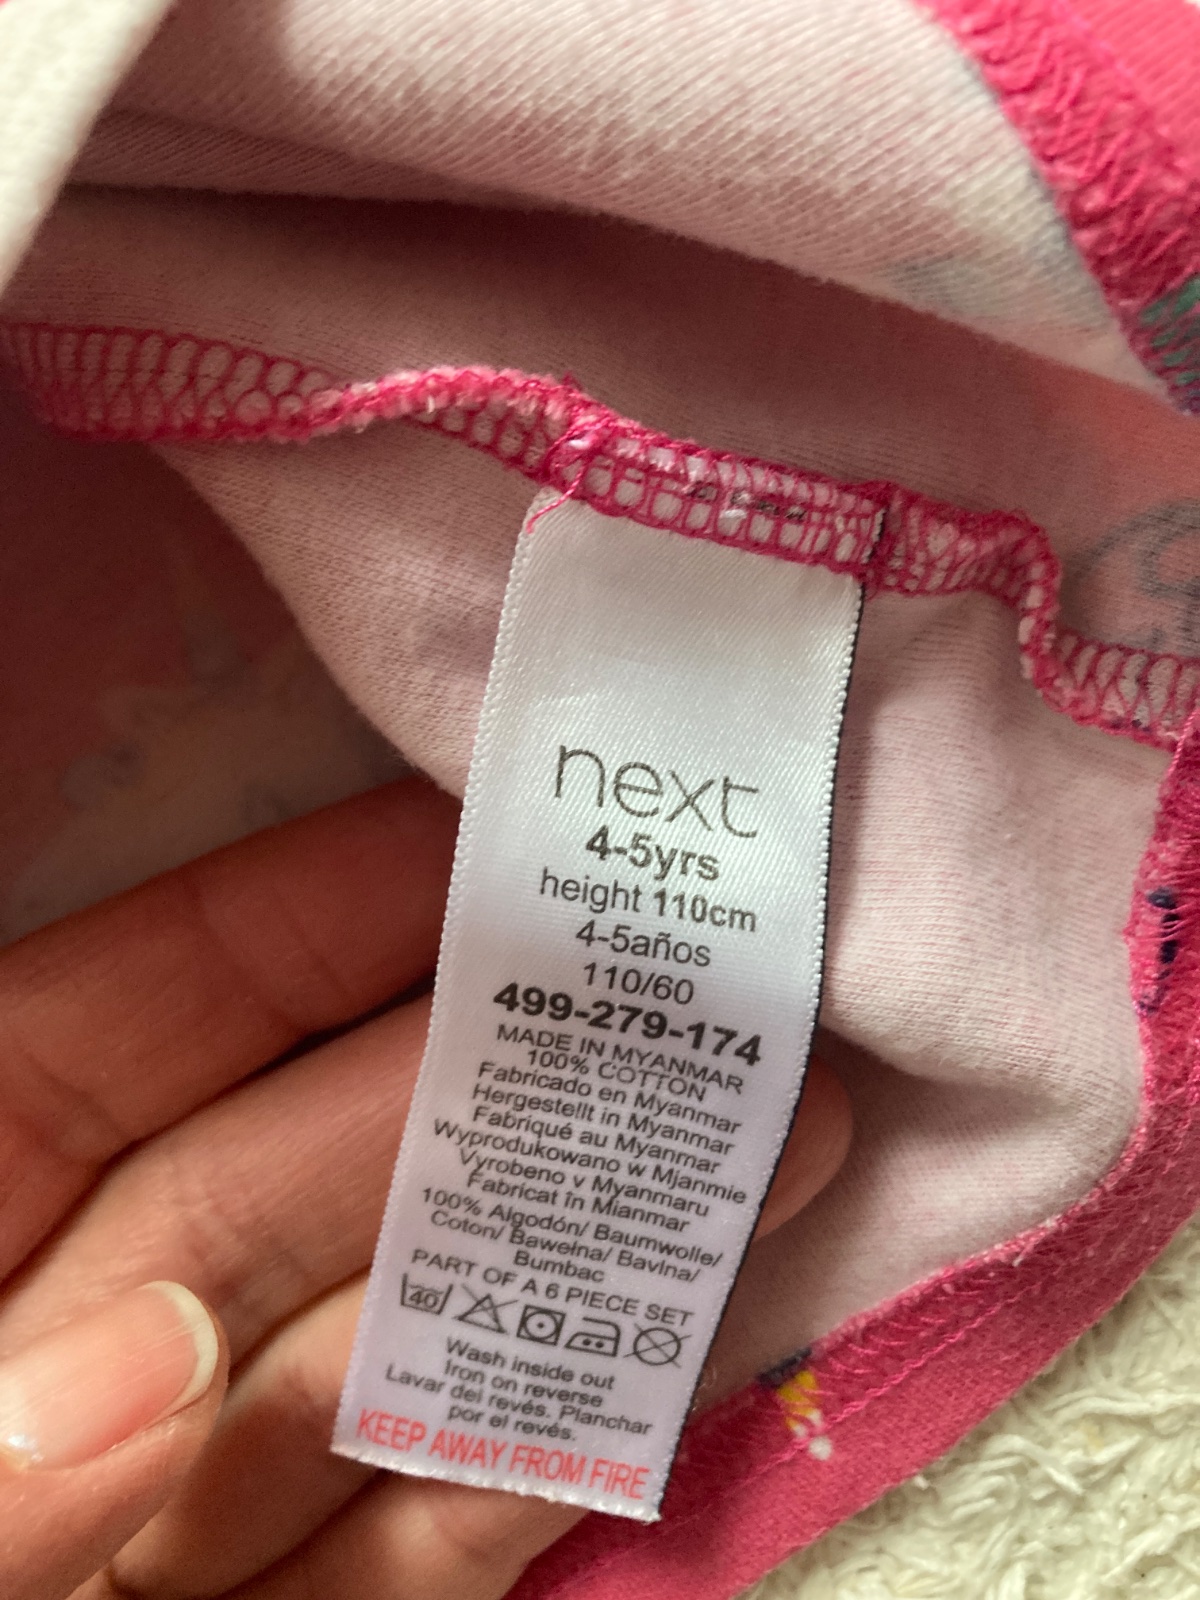 next
4-5yrs
height 110cm
4-5años
110/60
499-279-174
MADE IN MYANMAR
100% COTTON
Fabricado en Myanmar
Hergestellt in Myanmar
Fabriqué au Myanmar
Wyprodukowano w Mjanmie
Vyrobeno v Myanmaru
Fabricat în Mianmar
100% Algodón/ Baumwolle/
Coton/ Bawełna/ Bavlna/
Bumbac
PART OF A 6 PIECE SET
40
Wash inside out
Iron on reverse
Lavar del revés. Planchar
por el revés.
KEEP AWAY FROM FIRE